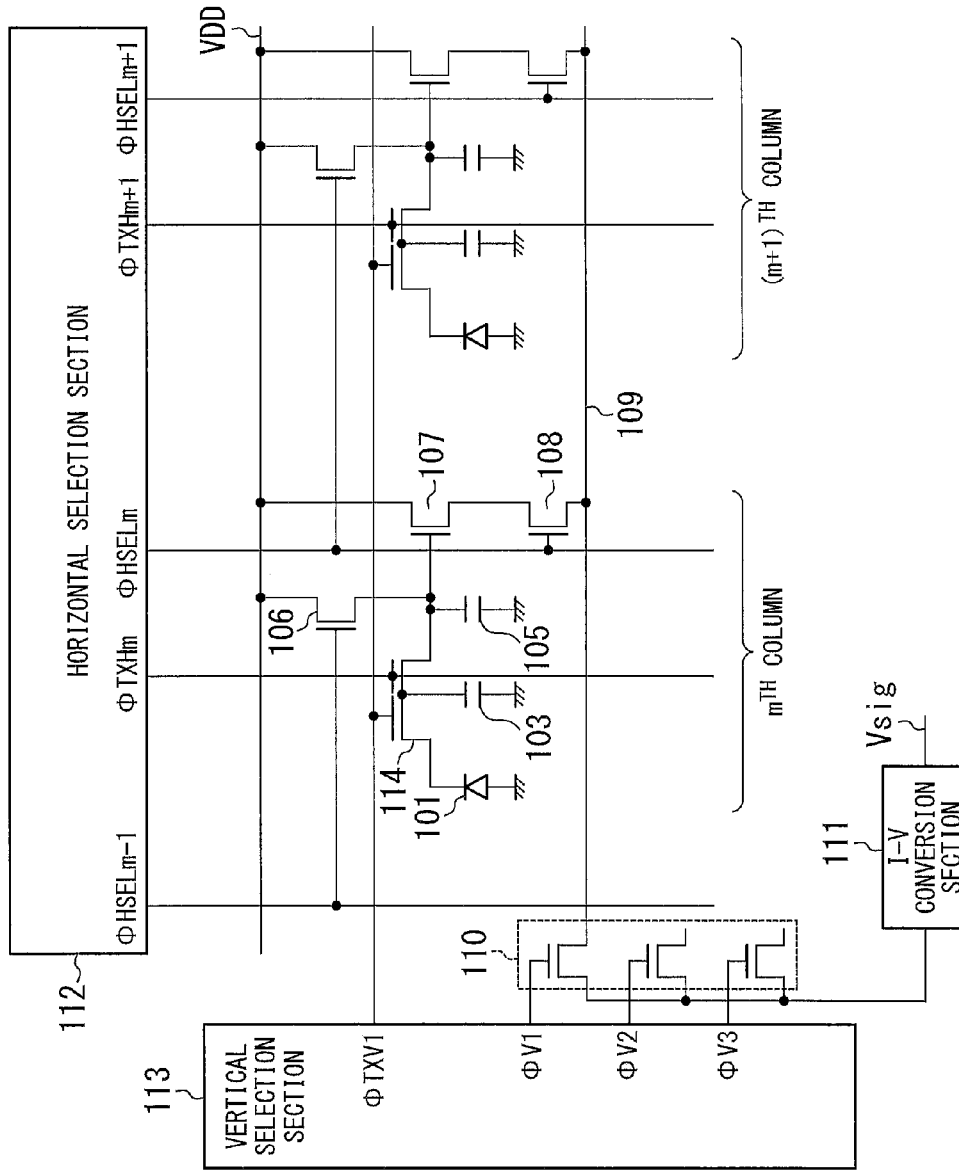 HORIZONTAL SELECTION SECTION
112
ΦHSELm-1
ΦTXHm
ΦHSELm
ΦTXHm+1
ΦHSELm+1
VDD
106
107
108
105
103
114
101
109
mTH COLUMN
(m+1)TH COLUMN
113
VERTICAL
SELECTION
SECTION
ΦTXV1
ΦV1
ΦV2
ΦV3
110
111
I-V
CONVERSION
SECTION
Vsig